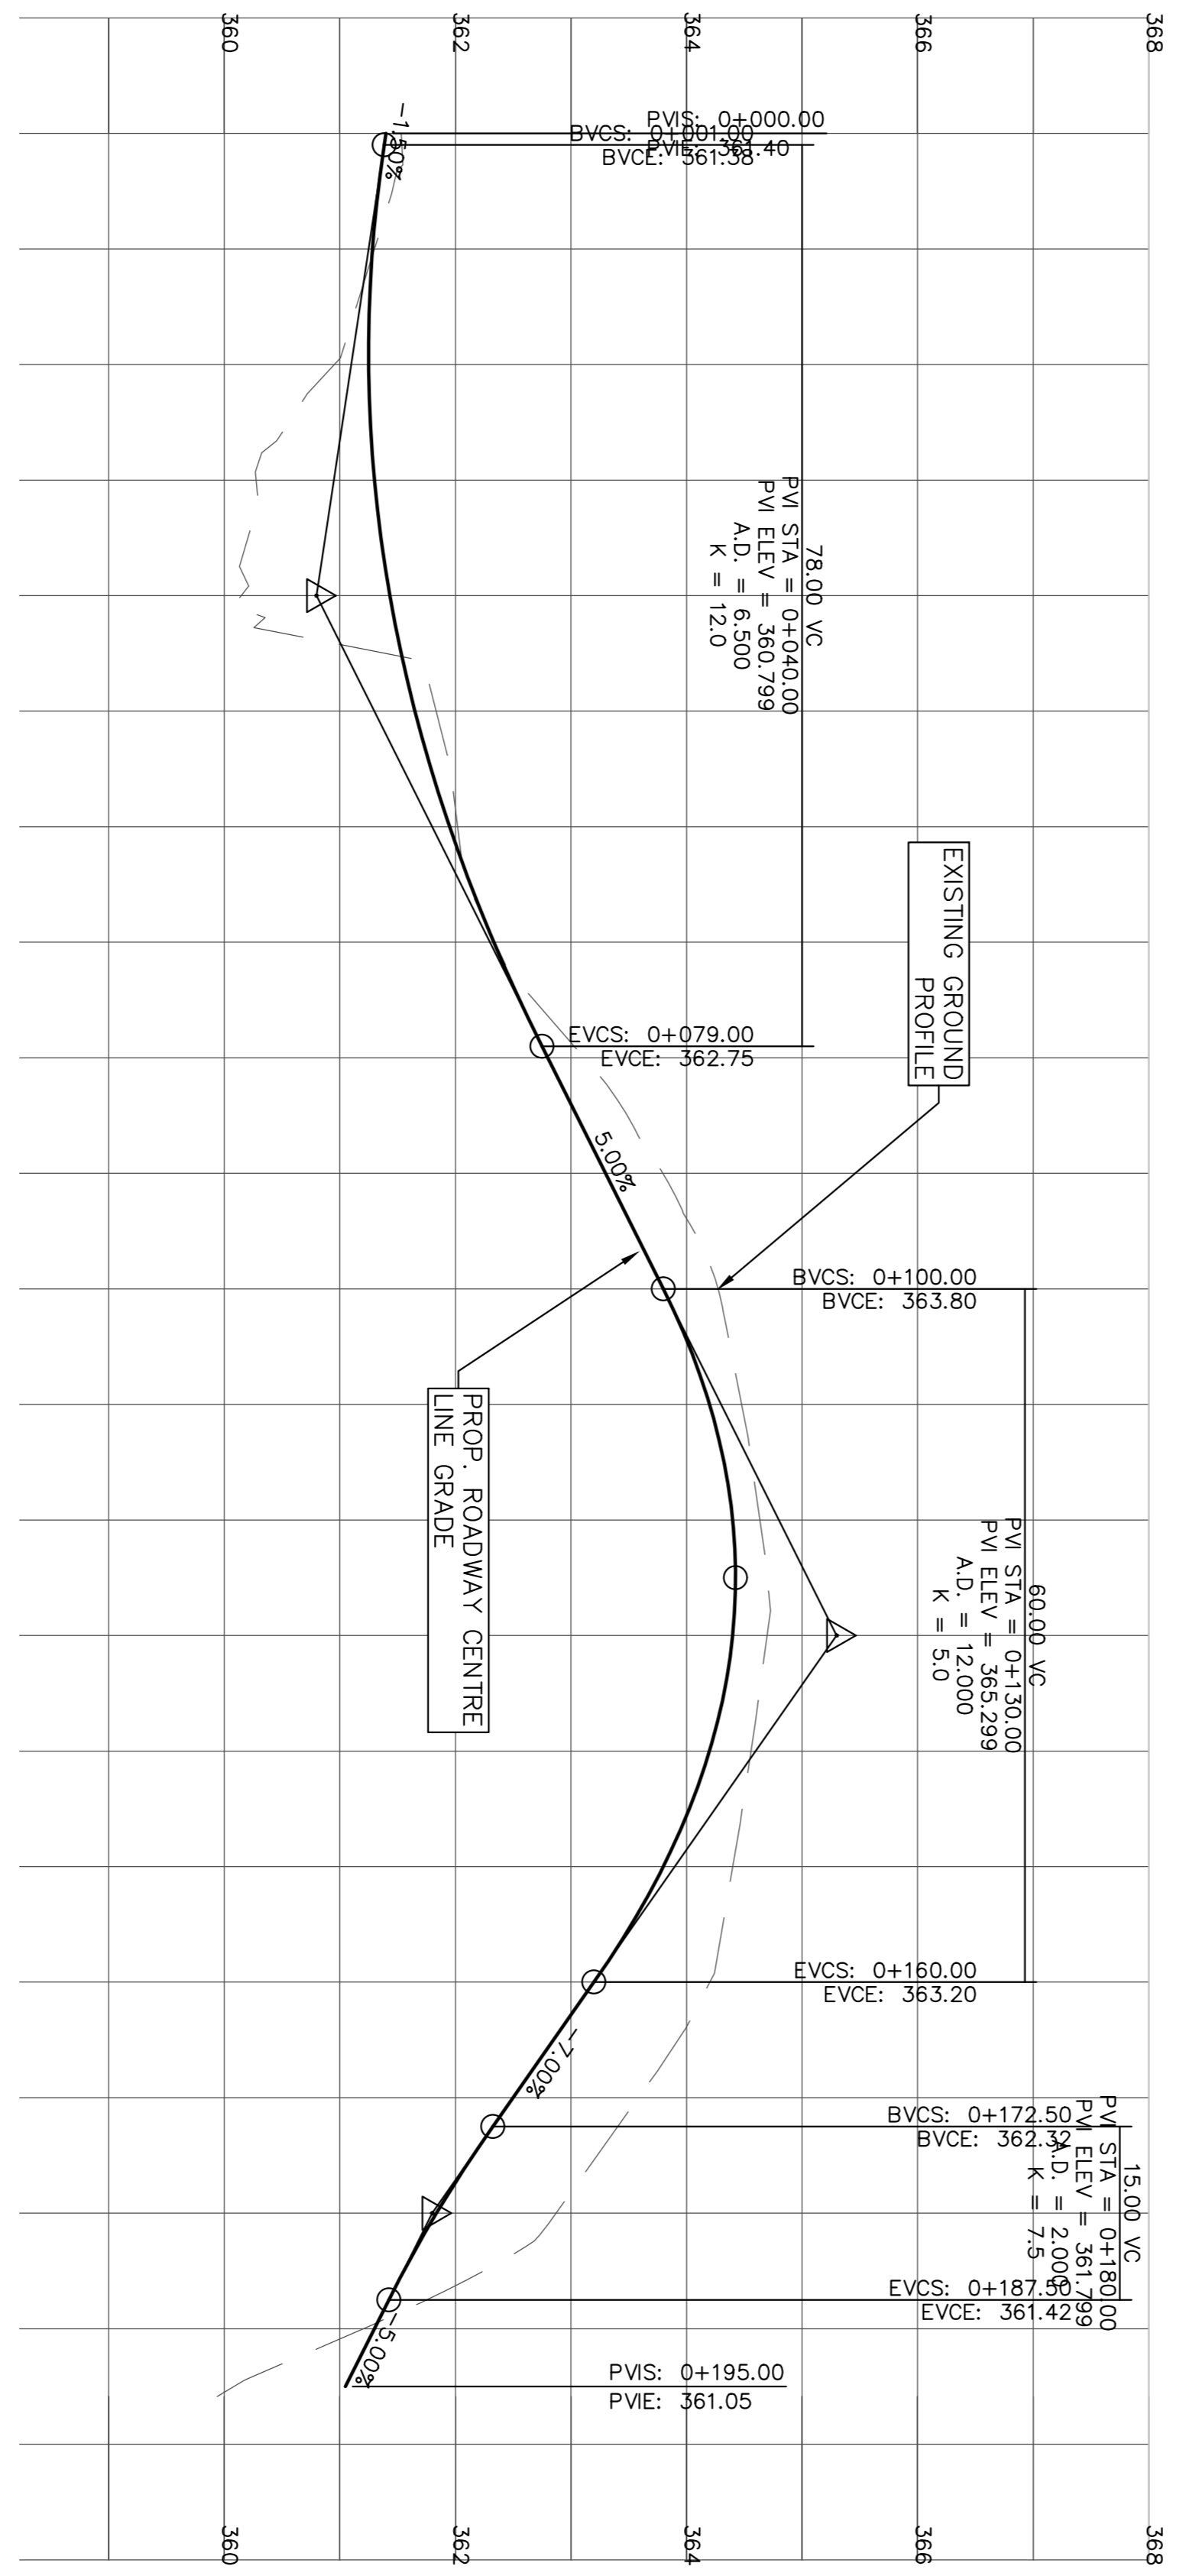 368
366
364
362
360
PVIS: 0+000.00
PVIE: 361.40
BVCS: 0+001.00
BVCE: 361.38
-1.50%
78.00 VC
PVI STA = 0+040.00
PVI ELEV = 360.799
A.D. = 6.500
K = 12.0
EXISTING GROUND
PROFILE
EVCS: 0+079.00
EVCE: 362.75
5.00%
BVCS: 0+100.00
BVCE: 363.80
PROP. ROADWAY CENTRE
LINE GRADE
60.00 VC
PVI STA = 0+130.00
PVI ELEV = 365.299
A.D. = 12.000
K = 5.0
EVCS: 0+160.00
EVCE: 363.20
-7.00%
BVCS: 0+172.50
BVCE: 362.32
15.00 VC
PVI STA = 0+180.00
PVI ELEV = 361.799
A.D. = 2.000
K = 7.5
EVCS: 0+187.50
EVCE: 361.42
-5.00%
PVIS: 0+195.00
PVIE: 361.05
368
366
364
362
360